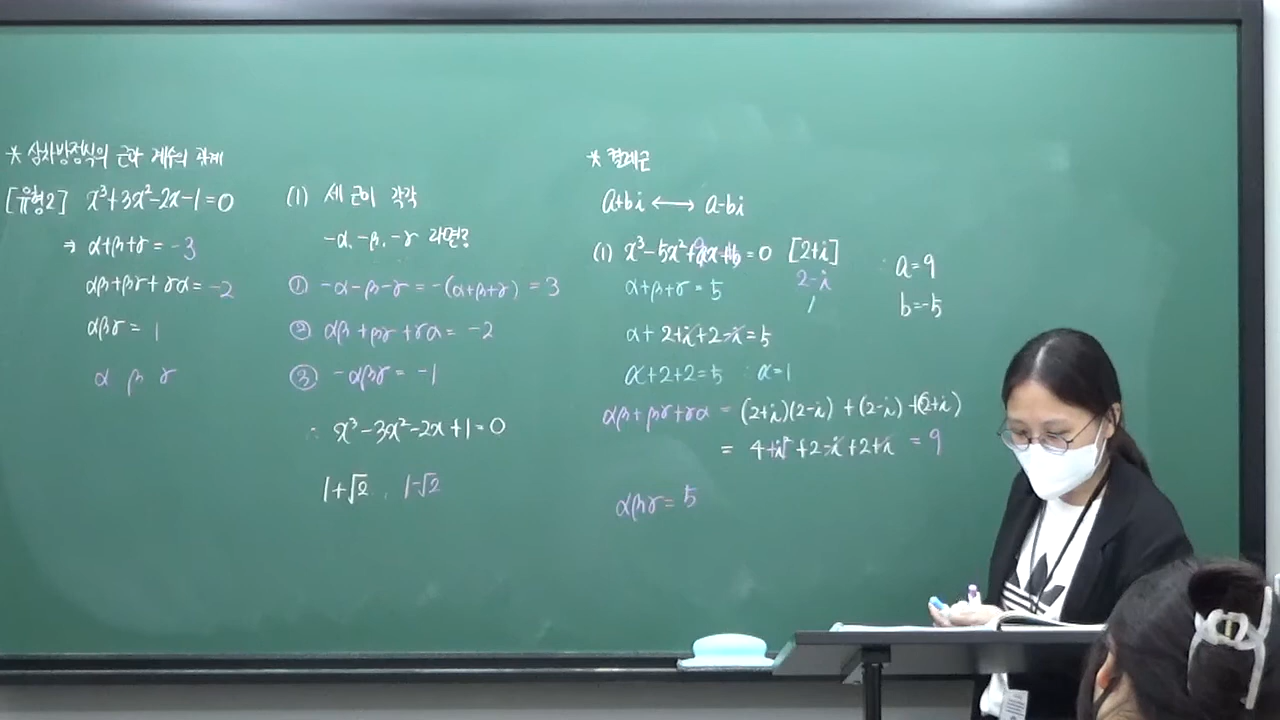 * 삼차방정식의 근과 계수의 관계
[유형2] x³+3x²-2x-1=0
⇒ α+β+γ = -3
αβ+βγ+γα = -2
αβγ = 1
α β γ
(1) 세 근이 각각
-α, -β, -γ 라면?
① -α-β-γ = -(α+β+γ) = 3
② αβ+βγ+γα = -2
③ -αβγ = -1
∴ x³-3x²-2x+1=0
1+√2 , 1-√2
* 켤레근
a+bi ⟷ a-bi
(1) x³-5x²+ax+b=0 [2+i]
2-i
1
α+β+γ = 5
α+2+i+2-i=5
α+2+2=5 ∴ α=1
αβ+βγ+γα = (2+i)(2-i)+(2-i)+(2+i)
= 4+i²+2-i+2+i = 9
αβγ = 5
∴ a=9
b=-5